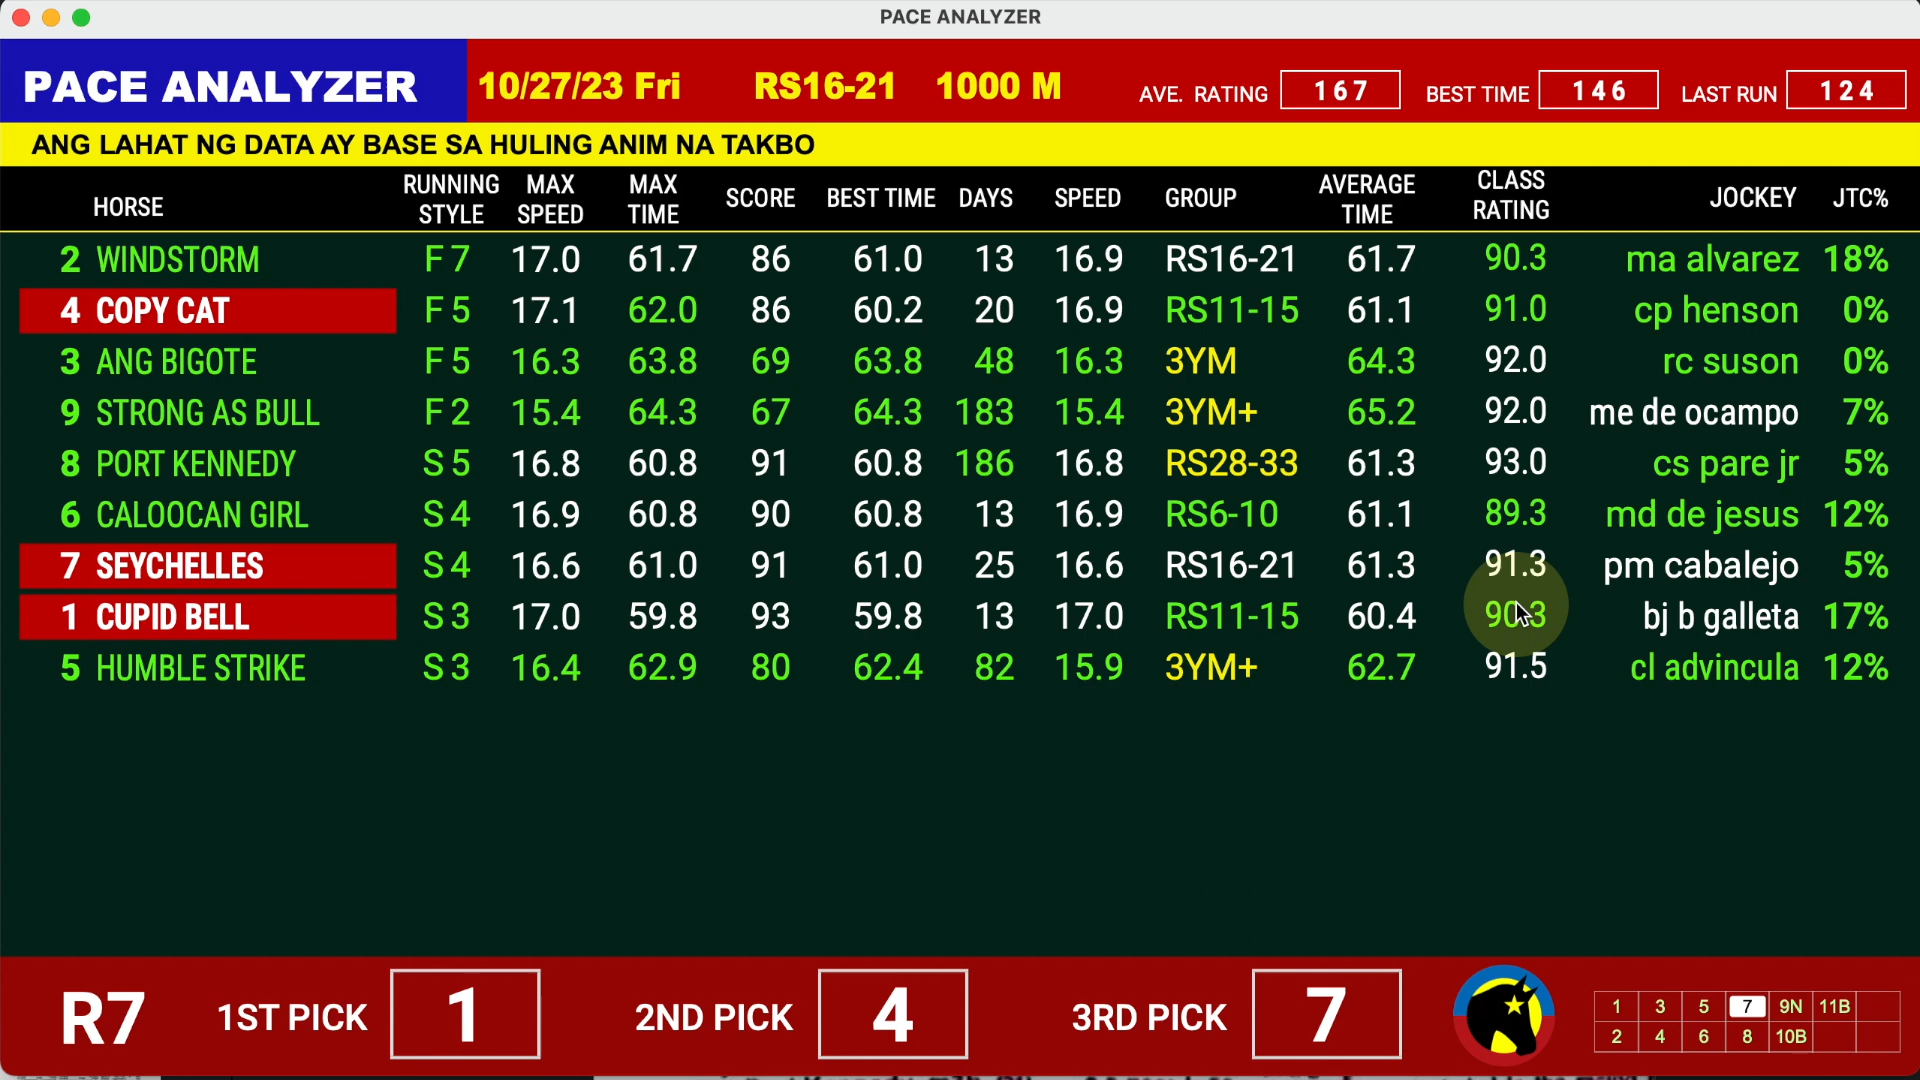 PACE ANALYZER
PACE ANALYZER 10/27/23 Fri RS16-21 1000 M AVE. RATING 167 BEST TIME 146 LAST RUN 124
ANG LAHAT NG DATA AY BASE SA HULING ANIM NA TAKBO
HORSE RUNNING STYLE MAX SPEED MAX TIME SCORE BEST TIME DAYS SPEED GROUP AVERAGE TIME CLASS RATING JOCKEY JTC%
2 WINDSTORM F 7 17.0 61.7 86 61.0 13 16.9 RS16-21 61.7 90.3 ma alvarez 18%
4 COPY CAT F 5 17.1 62.0 86 60.2 20 16.9 RS11-15 61.1 91.0 cp henson 0%
3 ANG BIGOTE F 5 16.3 63.8 69 63.8 48 16.3 3YM 64.3 92.0 rc suson 0%
9 STRONG AS BULL F 2 15.4 64.3 67 64.3 183 15.4 3YM+ 65.2 92.0 me de ocampo 7%
8 PORT KENNEDY S 5 16.8 60.8 91 60.8 186 16.8 RS28-33 61.3 93.0 cs pare jr 5%
6 CALOOCAN GIRL S 4 16.9 60.8 90 60.8 13 16.9 RS6-10 61.1 89.3 md de jesus 12%
7 SEYCHELLES S 4 16.6 61.0 91 61.0 25 16.6 RS16-21 61.3 91.3 pm cabalejo 5%
1 CUPID BELL S 3 17.0 59.8 93 59.8 13 17.0 RS11-15 60.4 90.3 bj b galleta 17%
5 HUMBLE STRIKE S 3 16.4 62.9 80 62.4 82 15.9 3YM+ 62.7 91.5 cl advincula 12%
R7 1ST PICK 1 2ND PICK 4 3RD PICK 7
1 3 5 7 9N 11B
2 4 6 8 10B